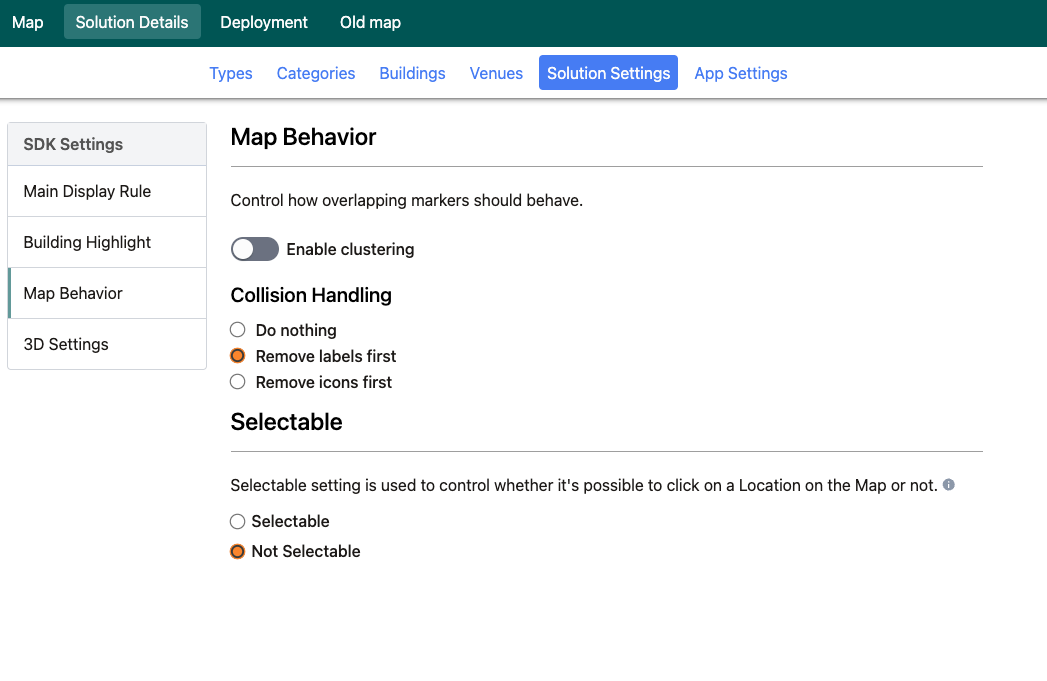 Map Solution Details Deployment Old map
Types Categories Buildings Venues Solution Settings App Settings
SDK Settings
Main Display Rule
Building Highlight
Map Behavior
3D Settings
Map Behavior
Control how overlapping markers should behave.
Enable clustering
Collision Handling
Do nothing
Remove labels first
Remove icons first
Selectable
Selectable setting is used to control whether it's possible to click on a Location on the Map or not.
Selectable
Not Selectable